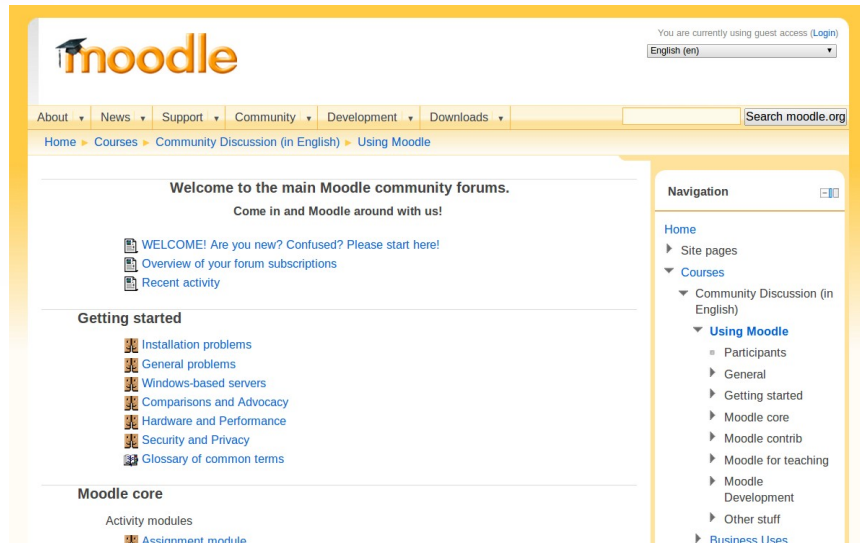 moodle
You are currently using guest access (Login)
English (en)
About News Support Community Development Downloads
Search moodle.org
Home Courses Community Discussion (in English) Using Moodle
Welcome to the main Moodle community forums.
Come in and Moodle around with us!
WELCOME! Are you new? Confused? Please start here!
Overview of your forum subscriptions
Recent activity
Getting started
Installation problems
General problems
Windows-based servers
Comparisons and Advocacy
Hardware and Performance
Security and Privacy
Glossary of common terms
Moodle core
Activity modules
Assignment module
Navigation
Home
Site pages
Courses
Community Discussion (in
English)
Using Moodle
Participants
General
Getting started
Moodle core
Moodle contrib
Moodle for teaching
Moodle
Development
Other stuff
Business Uses